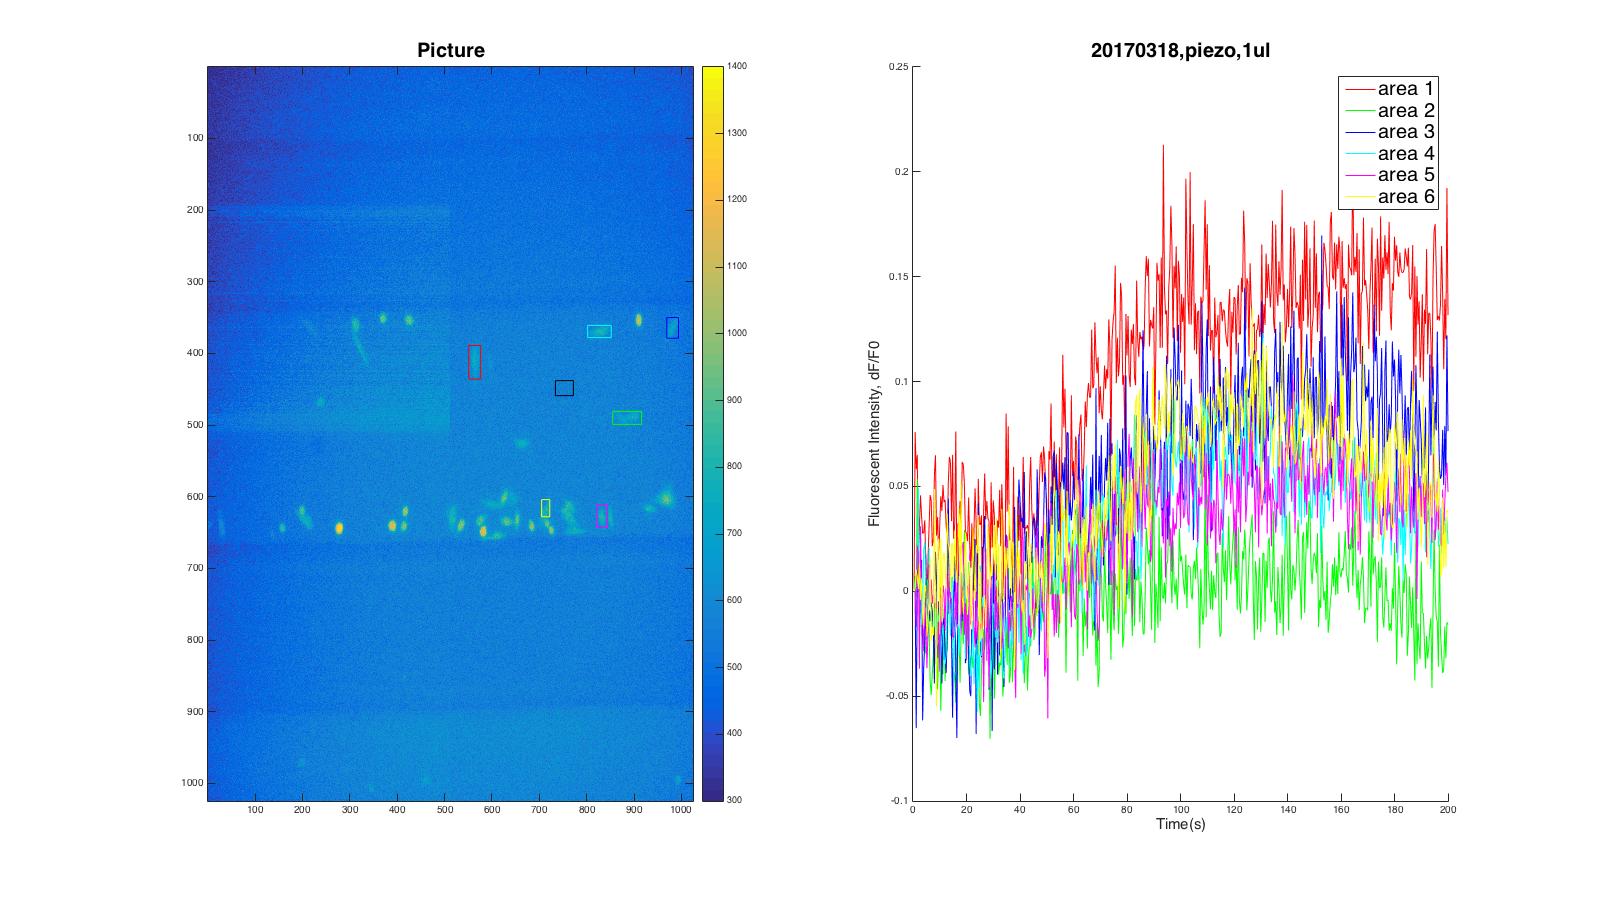 Picture
100
200
300
400
500
600
700
800
900
1000
100 200 300 400 500 600 700 800 900 1000
1400
1300
1200
1100
1000
900
800
700
600
500
400
300
20170318,piezo,1ul
Fluorescent Intensity, dF/F0
0.25
0.2
0.15
0.1
0.05
0
-0.05
-0.1
0 20 40 60 80 100 120 140 160 180 200
Time(s)
area 1
area 2
area 3
area 4
area 5
area 6